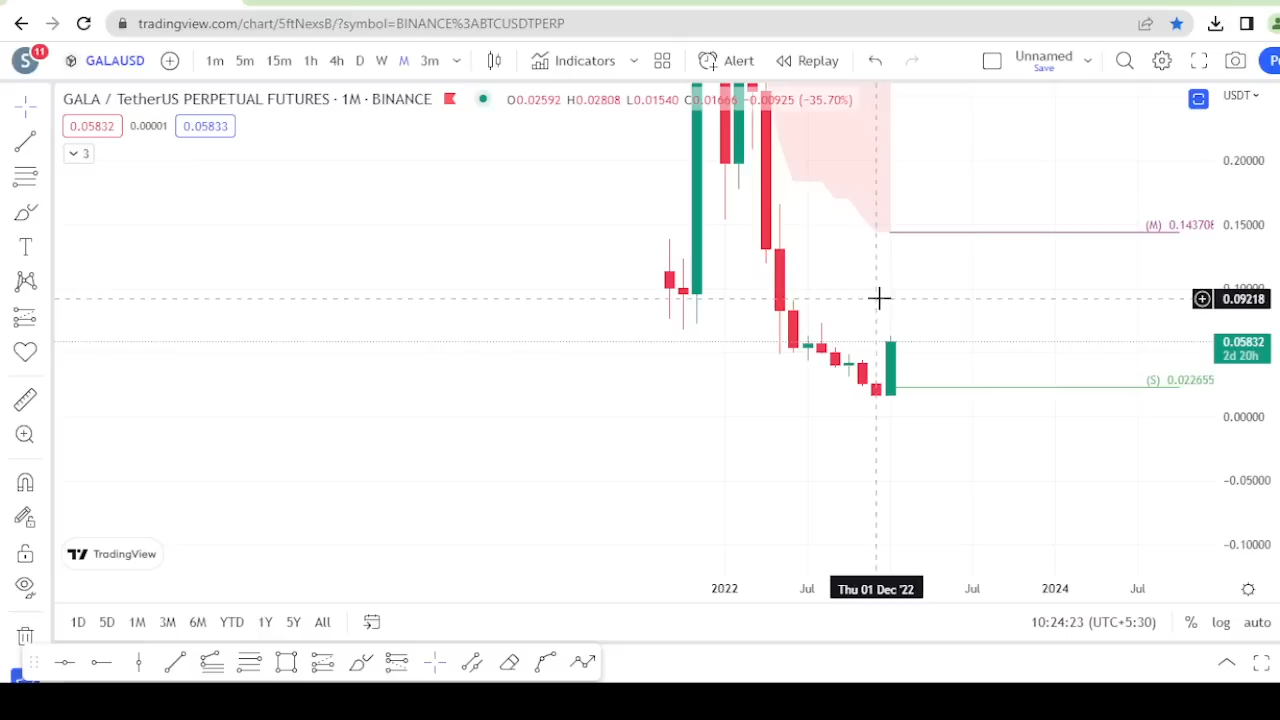 tradingview.com/chart/5ftNexsB/?symbol=BINANCE%3ABTCUSDTPERP
S 11 GALAUSD 1m 5m 15m 1h 4h D W M 3m Indicators Alert Replay Unnamed
Save
GALA / TetherUS PERPETUAL FUTURES · 1M · BINANCE O0.02592 H0.02808 L0.01540 C0.01666 −0.00925 (−35.70%) USDT
0.05832 0.00001 0.05833
3
0.20000
(M) 0.143708 0.15000
0.10000
0.09218
0.05832
2d 20h
(S) 0.022655
0.00000
−0.05000
−0.10000
TradingView
2022 Jul Thu 01 Dec '22 Jul 2024 Jul
1D 5D 1M 3M 6M YTD 1Y 5Y All 10:24:23 (UTC+5:30) % log auto